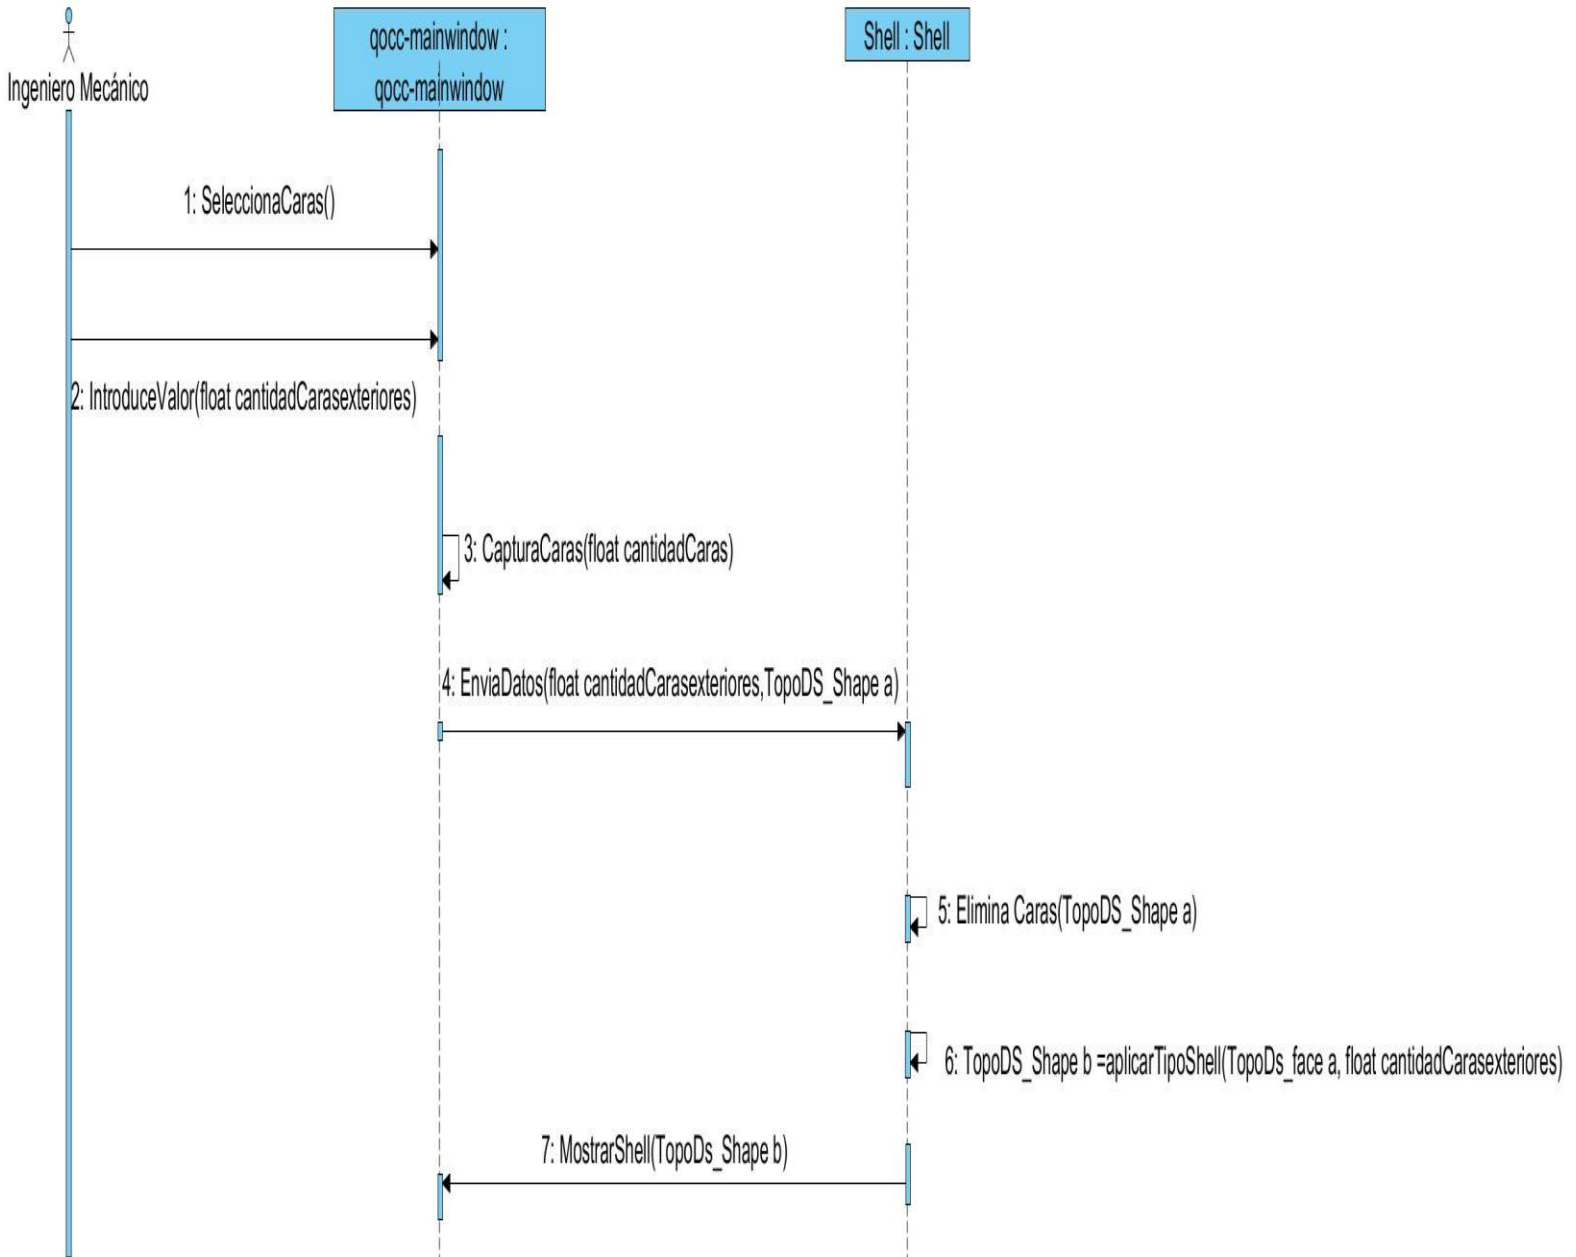 Ingeniero Mecánico
qocc-mainwindow :
qocc-mainwindow
Shell : Shell
1: SeleccionaCaras()
2: IntroduceValor(float cantidadCarasexteriores)
3: CapturaCaras(float cantidadCaras)
4: EnviaDatos(float cantidadCarasexteriores,TopoDS_Shape a)
5: Elimina Caras(TopoDS_Shape a)
6: TopoDS_Shape b =aplicarTipoShell(TopoDs_face a, float cantidadCarasexteriores)
7: MostrarShell(TopoDs_Shape b)